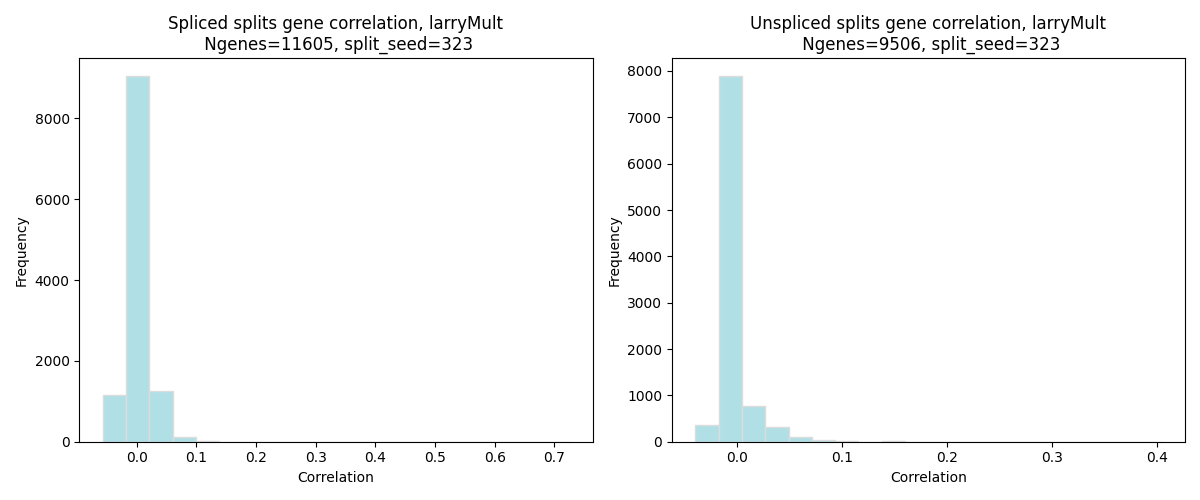 Spliced splits gene correlation, larryMult
Ngenes=11605, split_seed=323
Frequency
8000
6000
4000
2000
0
0.0 0.1 0.2 0.3 0.4 0.5 0.6 0.7
Correlation
Unspliced splits gene correlation, larryMult
Ngenes=9506, split_seed=323
Frequency
8000
7000
6000
5000
4000
3000
2000
1000
0
0.0 0.1 0.2 0.3 0.4
Correlation